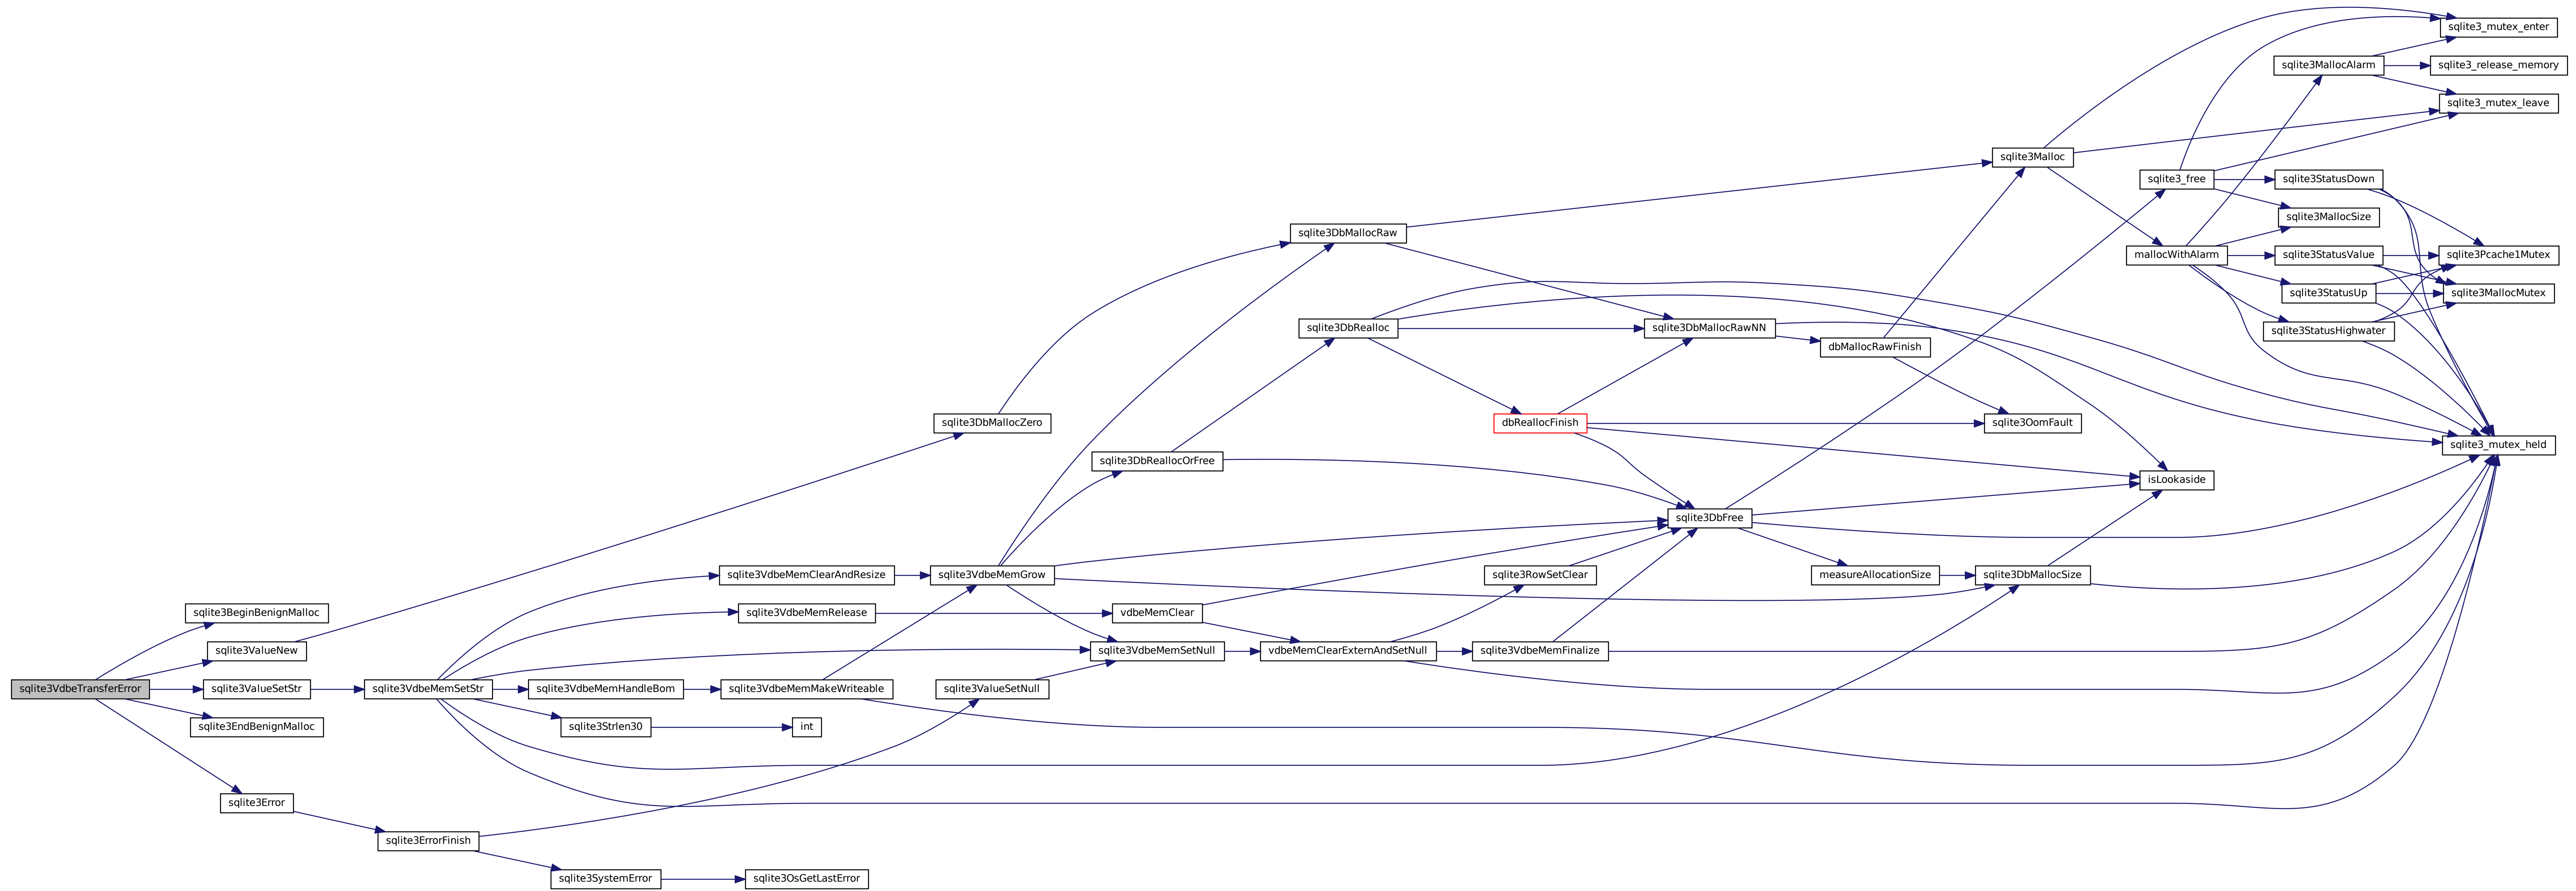 sqlite3VdbeTransferError
sqlite3BeginBenignMalloc
sqlite3ValueNew
sqlite3ValueSetStr
sqlite3EndBenignMalloc
sqlite3Error
sqlite3VdbeMemSetStr
sqlite3ErrorFinish
sqlite3VdbeMemHandleBom
sqlite3Strlen30
sqlite3SystemError
sqlite3VdbeMemClearAndResize
sqlite3VdbeMemRelease
sqlite3VdbeMemMakeWriteable
int
sqlite3OsGetLastError
sqlite3DbMallocZero
sqlite3VdbeMemGrow
sqlite3ValueSetNull
sqlite3DbReallocOrFree
vdbeMemClear
sqlite3VdbeMemSetNull
sqlite3DbMallocRaw
sqlite3DbRealloc
vdbeMemClearExternAndSetNull
dbReallocFinish
sqlite3RowSetClear
sqlite3VdbeMemFinalize
sqlite3DbMallocRawNN
sqlite3DbFree
dbMallocRawFinish
measureAllocationSize
sqlite3Malloc
sqlite3OomFault
sqlite3DbMallocSize
sqlite3_free
mallocWithAlarm
isLookaside
sqlite3MallocAlarm
sqlite3StatusDown
sqlite3MallocSize
sqlite3StatusValue
sqlite3StatusUp
sqlite3StatusHighwater
sqlite3_mutex_enter
sqlite3_release_memory
sqlite3_mutex_leave
sqlite3Pcache1Mutex
sqlite3MallocMutex
sqlite3_mutex_held